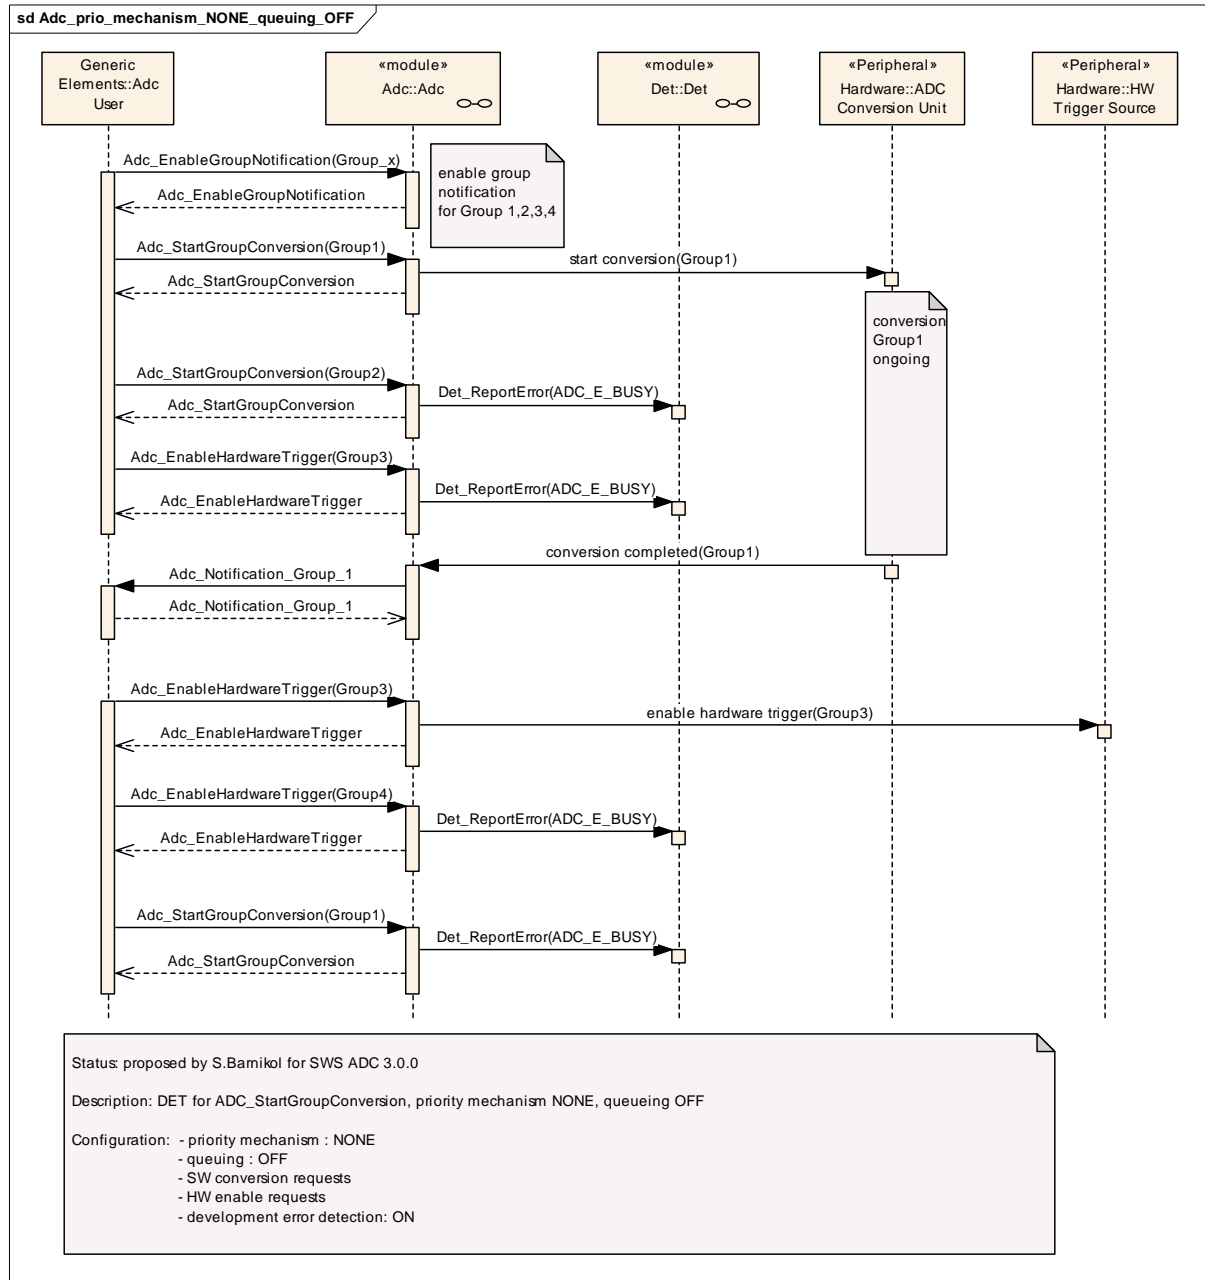 sd Adc_prio_mechanism_NONE_queuing_OFF
Generic
Elements::Adc
User
«module»
Adc::Adc
«module»
Det::Det
«Peripheral»
Hardware::ADC
Conversion Unit
«Peripheral»
Hardware::HW
Trigger Source
Adc_EnableGroupNotification(Group_x)
enable group
notification
for Group 1,2,3,4
Adc_EnableGroupNotification
Adc_StartGroupConversion(Group1)
start conversion(Group1)
Adc_StartGroupConversion
conversion
Group1
ongoing
Adc_StartGroupConversion(Group2)
Det_ReportError(ADC_E_BUSY)
Adc_StartGroupConversion
Adc_EnableHardwareTrigger(Group3)
Det_ReportError(ADC_E_BUSY)
Adc_EnableHardwareTrigger
conversion completed(Group1)
Adc_Notification_Group_1
Adc_Notification_Group_1
Adc_EnableHardwareTrigger(Group3)
enable hardware trigger(Group3)
Adc_EnableHardwareTrigger
Adc_EnableHardwareTrigger(Group4)
Det_ReportError(ADC_E_BUSY)
Adc_EnableHardwareTrigger
Adc_StartGroupConversion(Group1)
Det_ReportError(ADC_E_BUSY)
Adc_StartGroupConversion
Status: proposed by S.Barnikol for SWS ADC 3.0.0
Description: DET for ADC_StartGroupConversion, priority mechanism NONE, queueing OFF
Configuration: - priority mechanism : NONE
- queuing : OFF
- SW conversion requests
- HW enable requests
- development error detection: ON